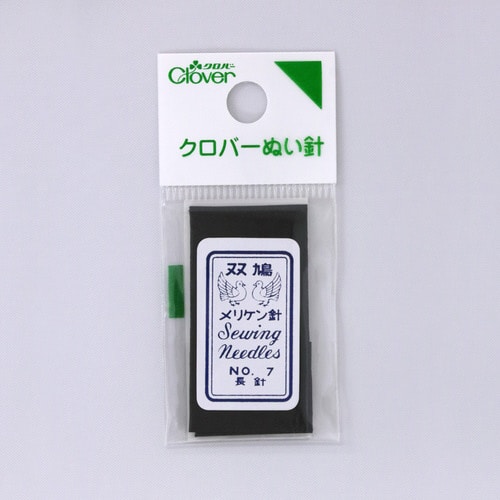 クロバー
Clover
クロバーぬい針
双鳩
メリケン針
Sewing
Needles
NO. 7
長針